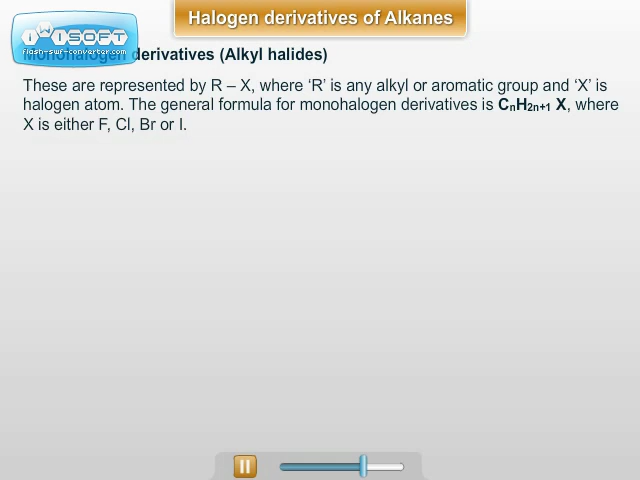 Halogen derivatives of Alkanes
iWiSOFT
flash-swf-converter.com
Monohalogen derivatives (Alkyl halides)
These are represented by R – X, where ‘R’ is any alkyl or aromatic group and ‘X’ is
halogen atom. The general formula for monohalogen derivatives is CₙH₂ₙ₊₁ X, where
X is either F, Cl, Br or I.